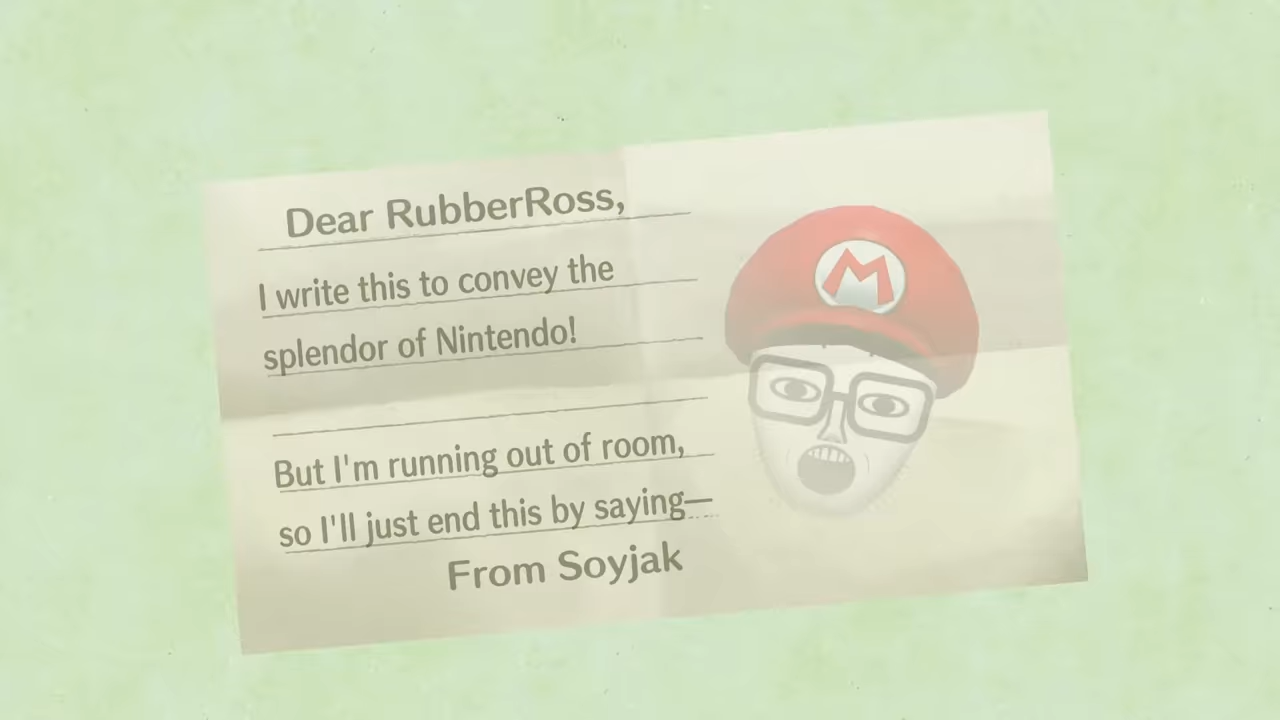 Dear RubberRoss,
I write this to convey the
splendor of Nintendo!
But I'm running out of room,
so I'll just end this by saying—
From Soyjak
M